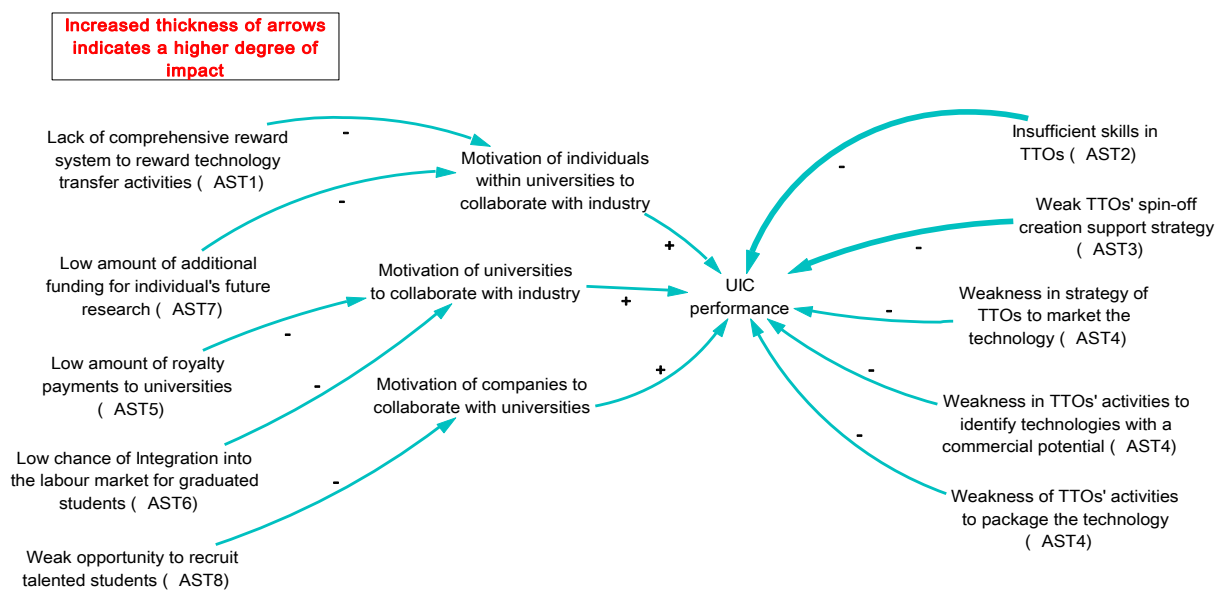 Increased thickness of arrows
indicates a higher degree of
impact
Lack of comprehensive reward
system to reward technology
transfer activities ( AST1)
-
Low amount of additional
funding for individual's future
research ( AST7)
-
Low amount of royalty
payments to universities
( AST5)
-
Low chance of Integration into
the labour market for graduated
students ( AST6)
-
Weak opportunity to recruit
talented students ( AST8)
-
Motivation of individuals
within universities to
collaborate with industry
+
Motivation of universities
to collaborate with industry
+
Motivation of companies to
collaborate with universities
+
UIC
performance
Insufficient skills in
TTOs ( AST2)
-
Weak TTOs' spin-off
creation support strategy
( AST3)
-
Weakness in strategy of
TTOs to market the
technology ( AST4)
-
Weakness in TTOs' activities to
identify technologies with a
commercial potential ( AST4)
-
Weakness of TTOs' activities
to package the technology
( AST4)
-